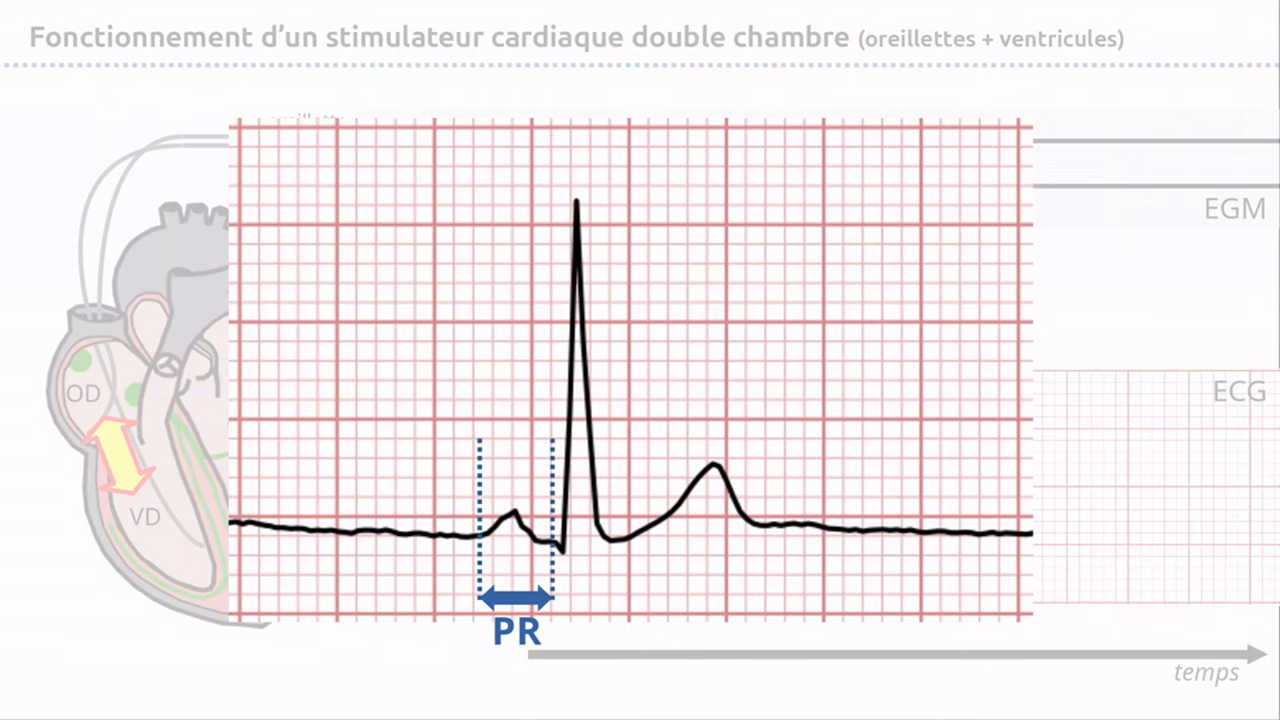 Fonctionnement d’un stimulateur cardiaque double chambre (oreillettes + ventricules)
EGM
OD
ECG
VD
PR
temps